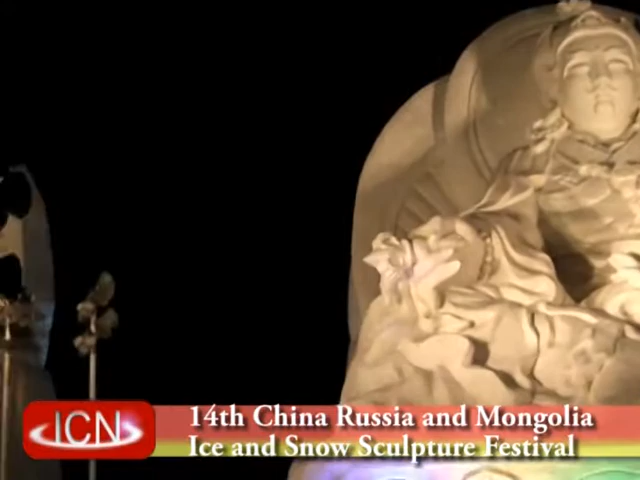 ICN
14th China Russia and Mongolia
Ice and Snow Sculpture Festival